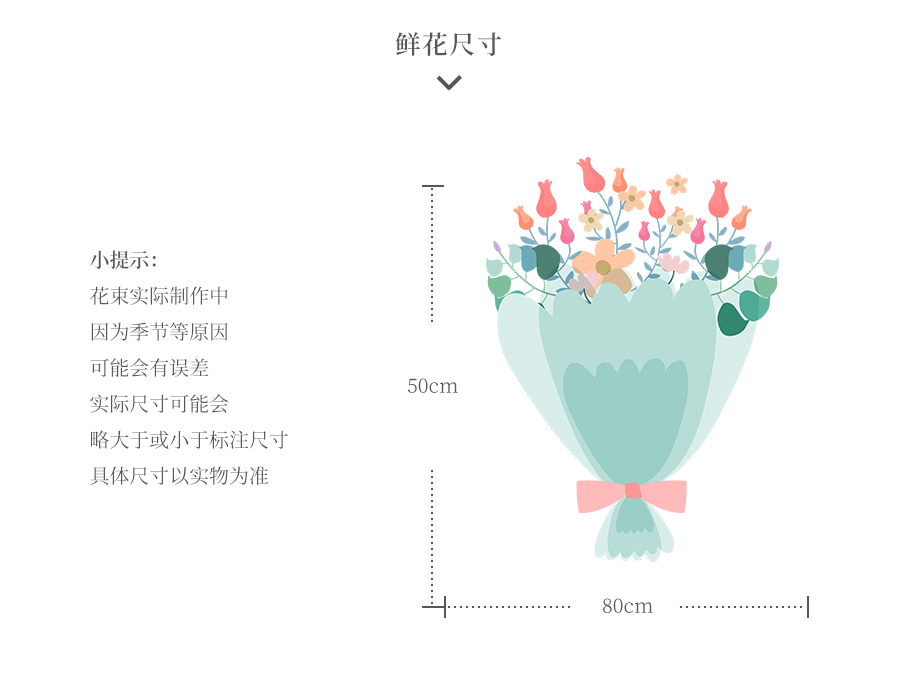 鲜花尺寸
小提示：
花束实际制作中
因为季节等原因
可能会有误差
实际尺寸可能会
略大于或小于标注尺寸
具体尺寸以实物为准
50cm
80cm